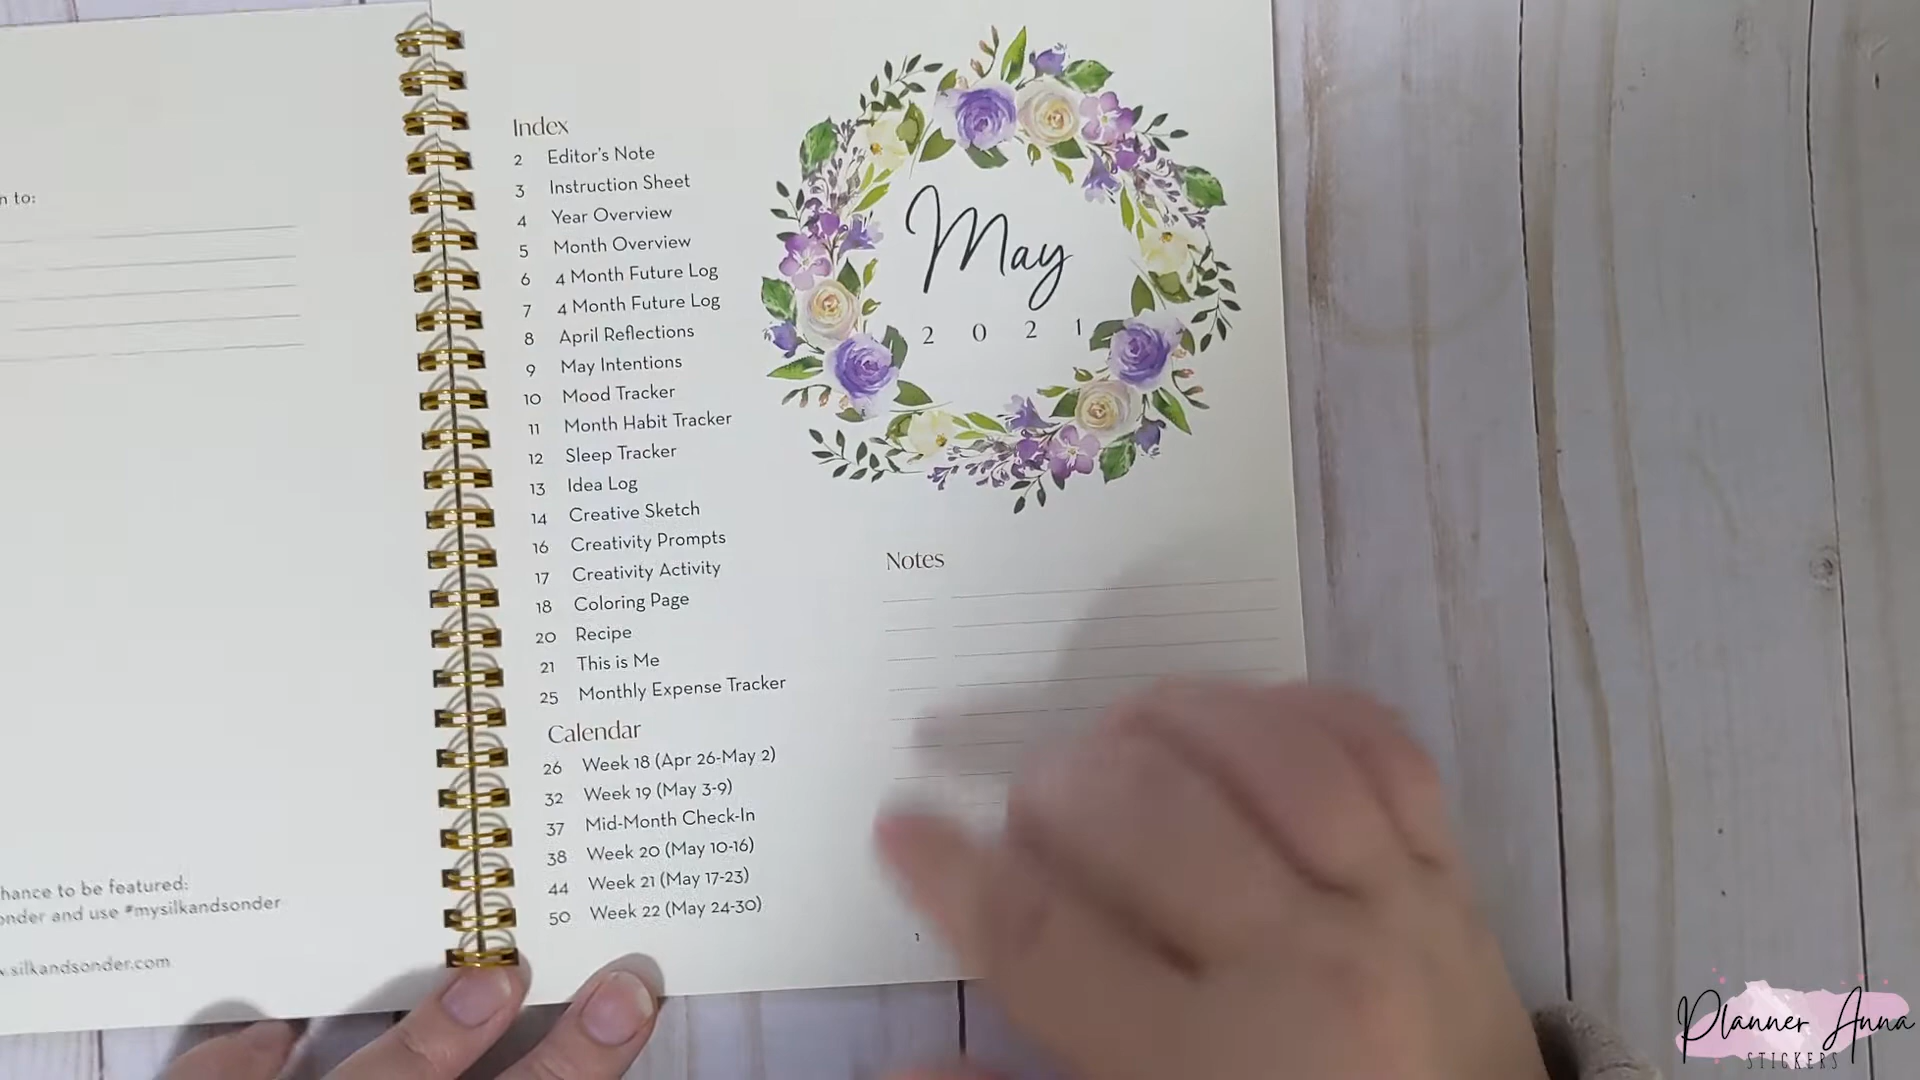 n to:
hance to be featured:
onder and use #mysilkandsonder
.silkandsonder.com
Index
2 Editor's Note
3 Instruction Sheet
4 Year Overview
5 Month Overview
6 4 Month Future Log
7 4 Month Future Log
8 April Reflections
9 May Intentions
10 Mood Tracker
11 Month Habit Tracker
12 Sleep Tracker
13 Idea Log
14 Creative Sketch
16 Creativity Prompts
17 Creativity Activity
18 Coloring Page
20 Recipe
21 This is Me
25 Monthly Expense Tracker
Calendar
26 Week 18 (Apr 26-May 2)
32 Week 19 (May 3-9)
37 Mid-Month Check-In
38 Week 20 (May 10-16)
44 Week 21 (May 17-23)
50 Week 22 (May 24-30)
May
2 0 2 1
Notes
1
Planner Anna
STICKERS